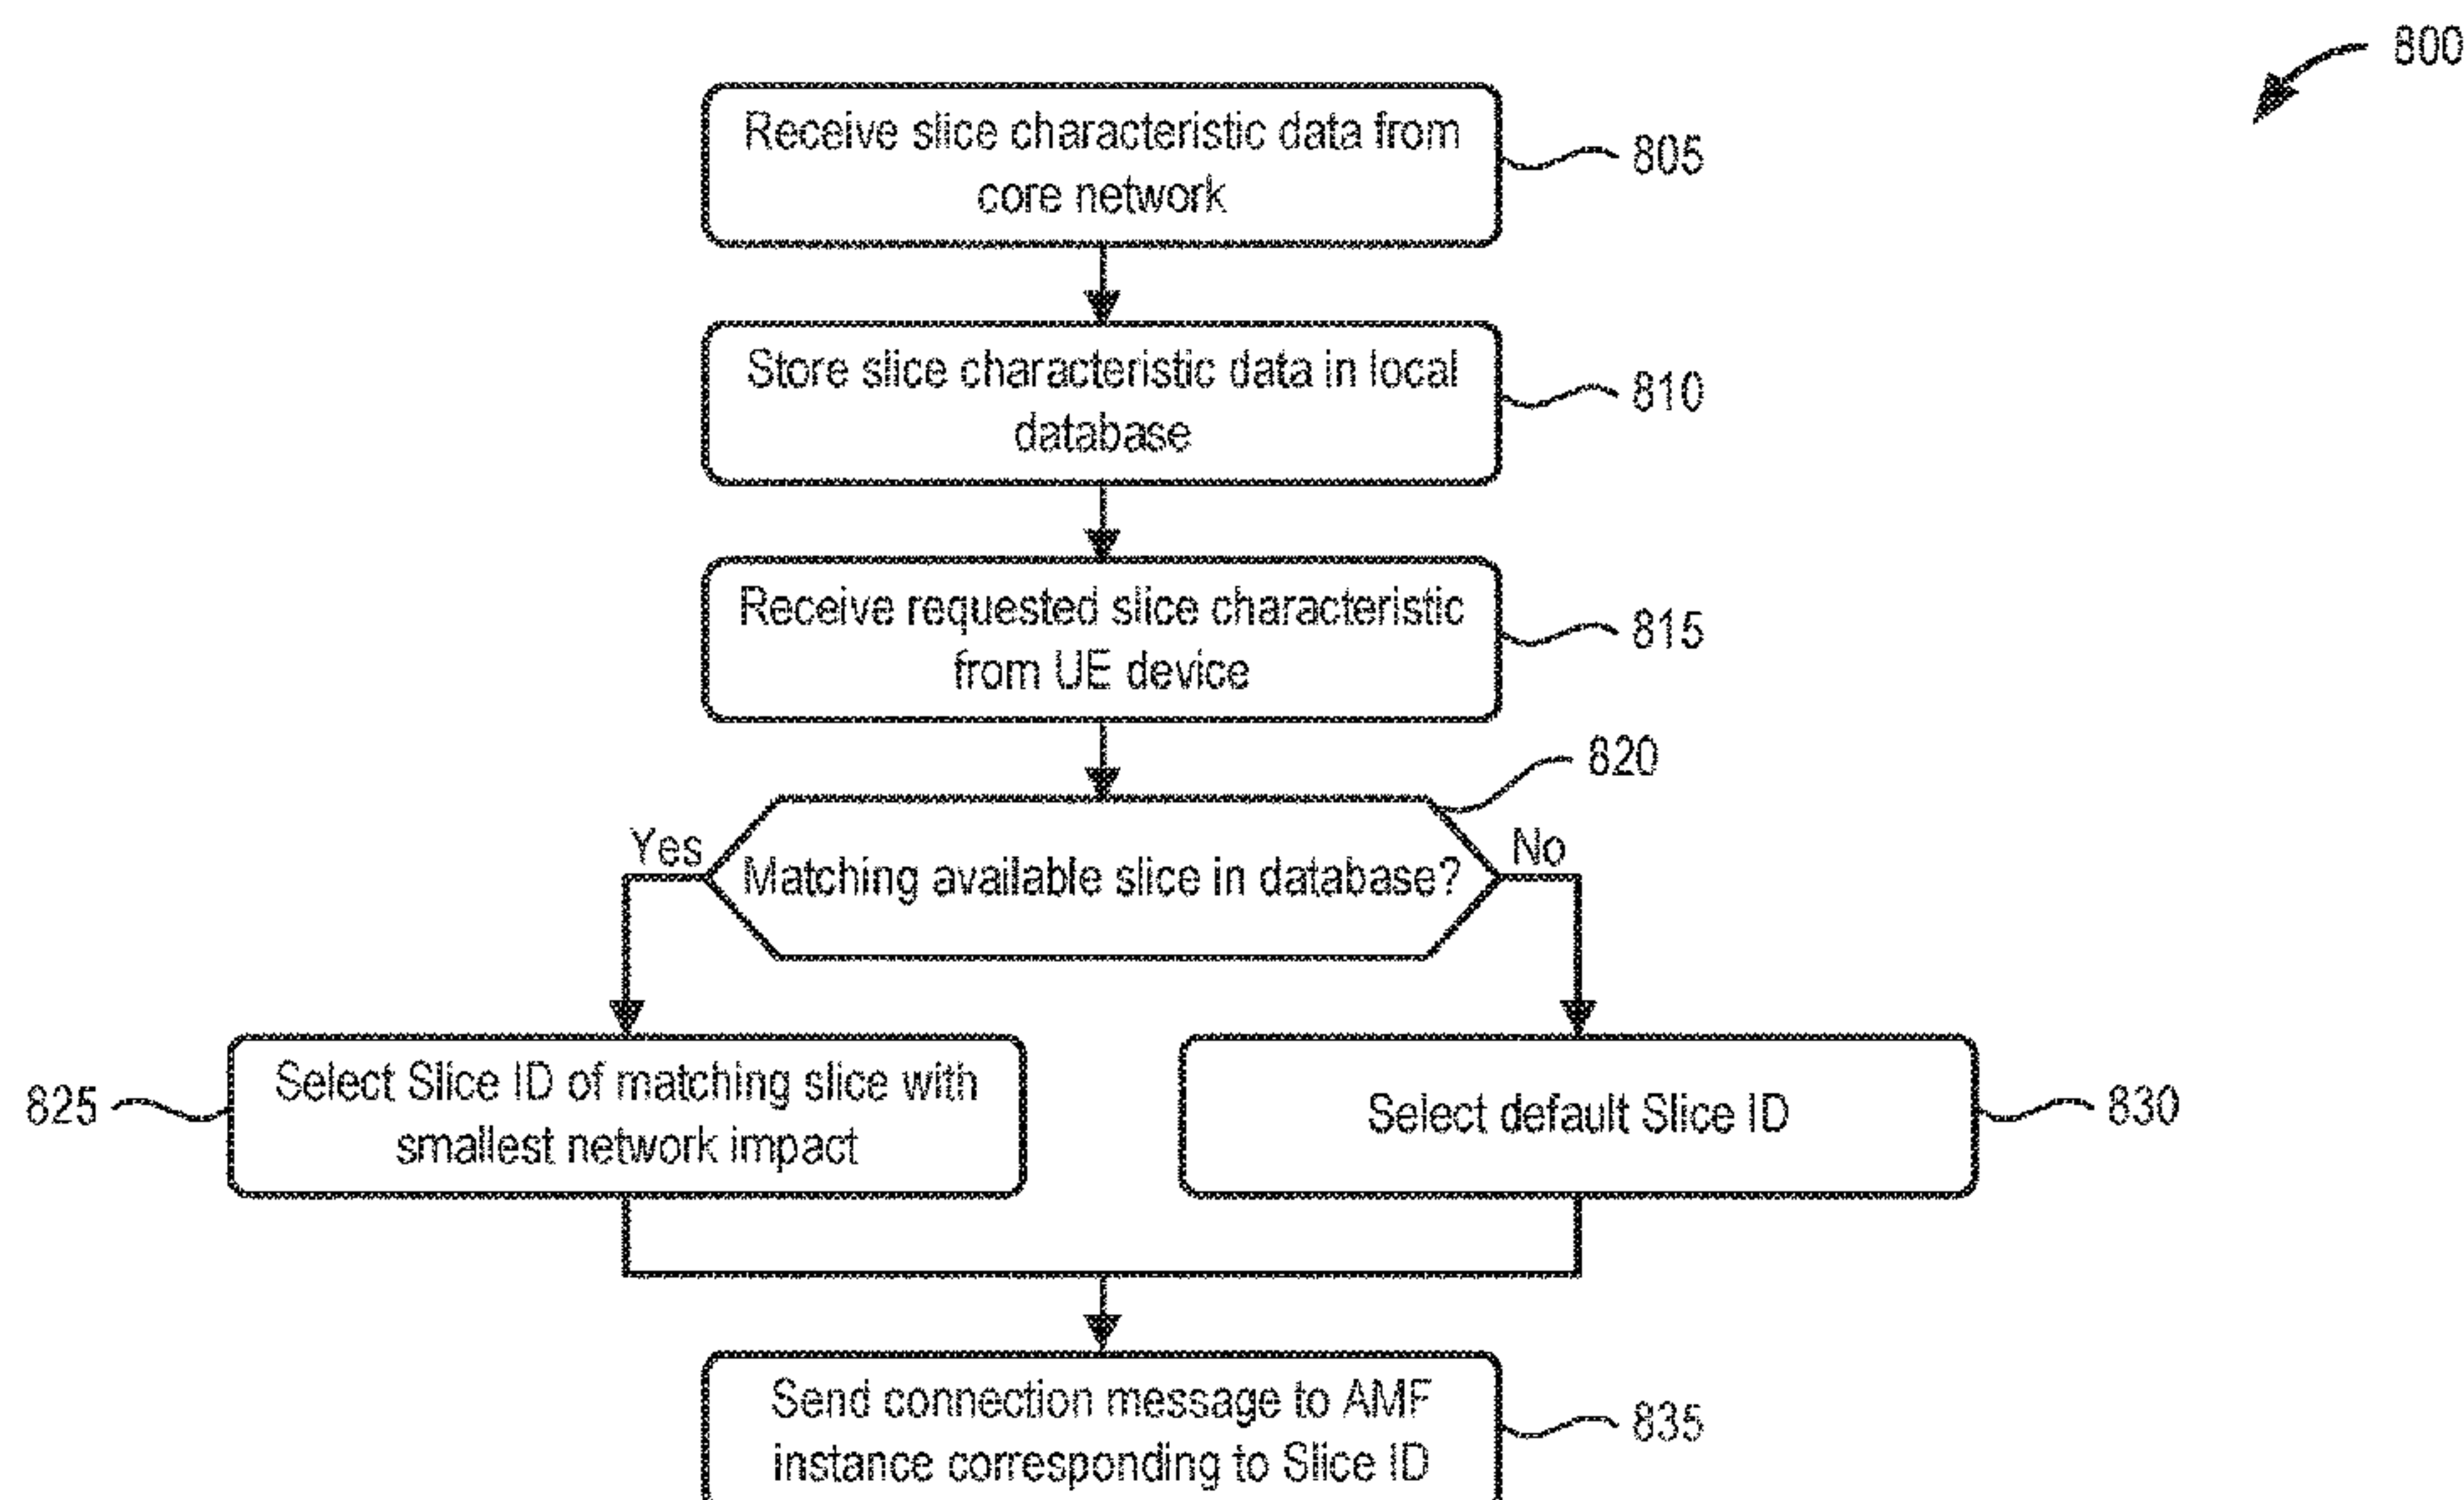 800
Receive slice characteristic data from
core network
805
Store slice characteristic data in local
database
810
Receive requested slice characteristic
from UE device
815
820
Yes
Matching available slice in database?
No
825
Select Slice ID of matching slice with
smallest network impact
Select default Slice ID
830
Send connection message to AMF
instance corresponding to Slice ID
835